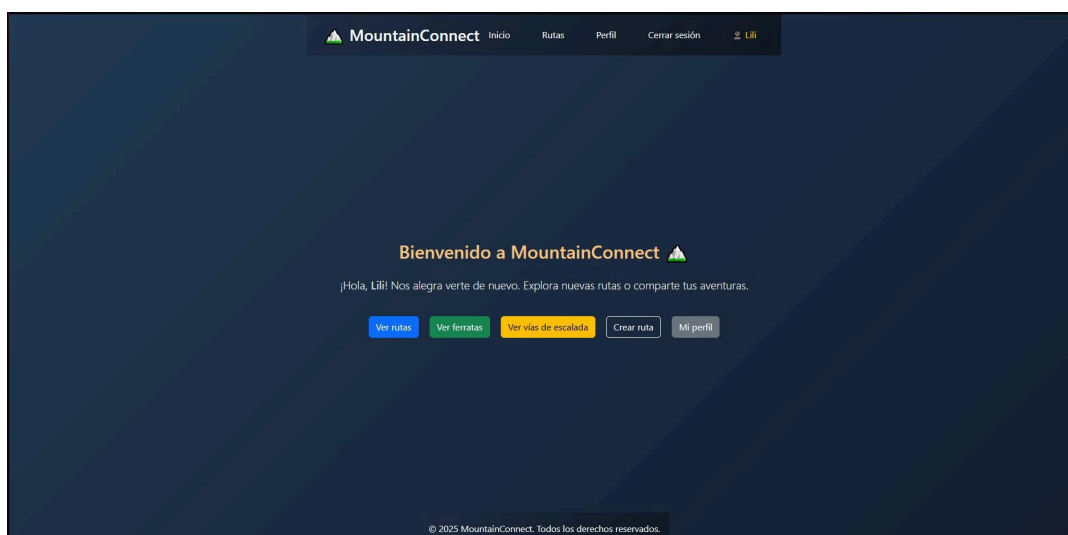 MountainConnect Inicio Rutas Perfil Cerrar sesión Lili
Bienvenido a MountainConnect
¡Hola, Lili! Nos alegra verte de nuevo. Explora nuevas rutas o comparte tus aventuras.
Ver rutas Ver ferratas Ver vías de escalada Crear ruta Mi perfil
© 2025 MountainConnect. Todos los derechos reservados.